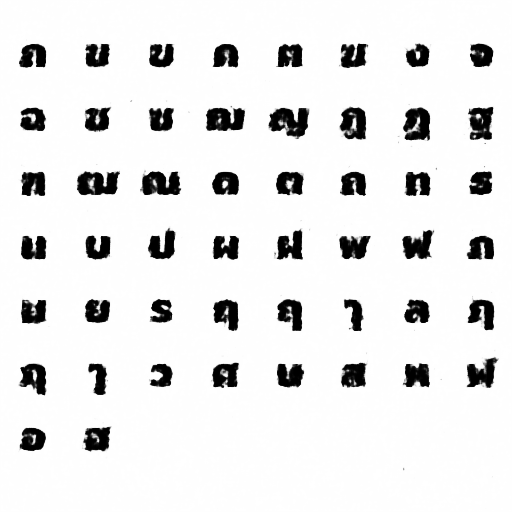 ก ข ฃ ค ฅ ฆ ง จ
ฉ ช ซ ฌ ญ ฎ ฏ ฐ
ฑ ฒ ณ ด ต ถ ท ธ
น บ ป ผ ฝ พ ฟ ภ
ม ย ร ฤ ฤ ๅ ล ฦ
ฦ ๅ ว ศ ษ ส ห ฬ
อ ฮ